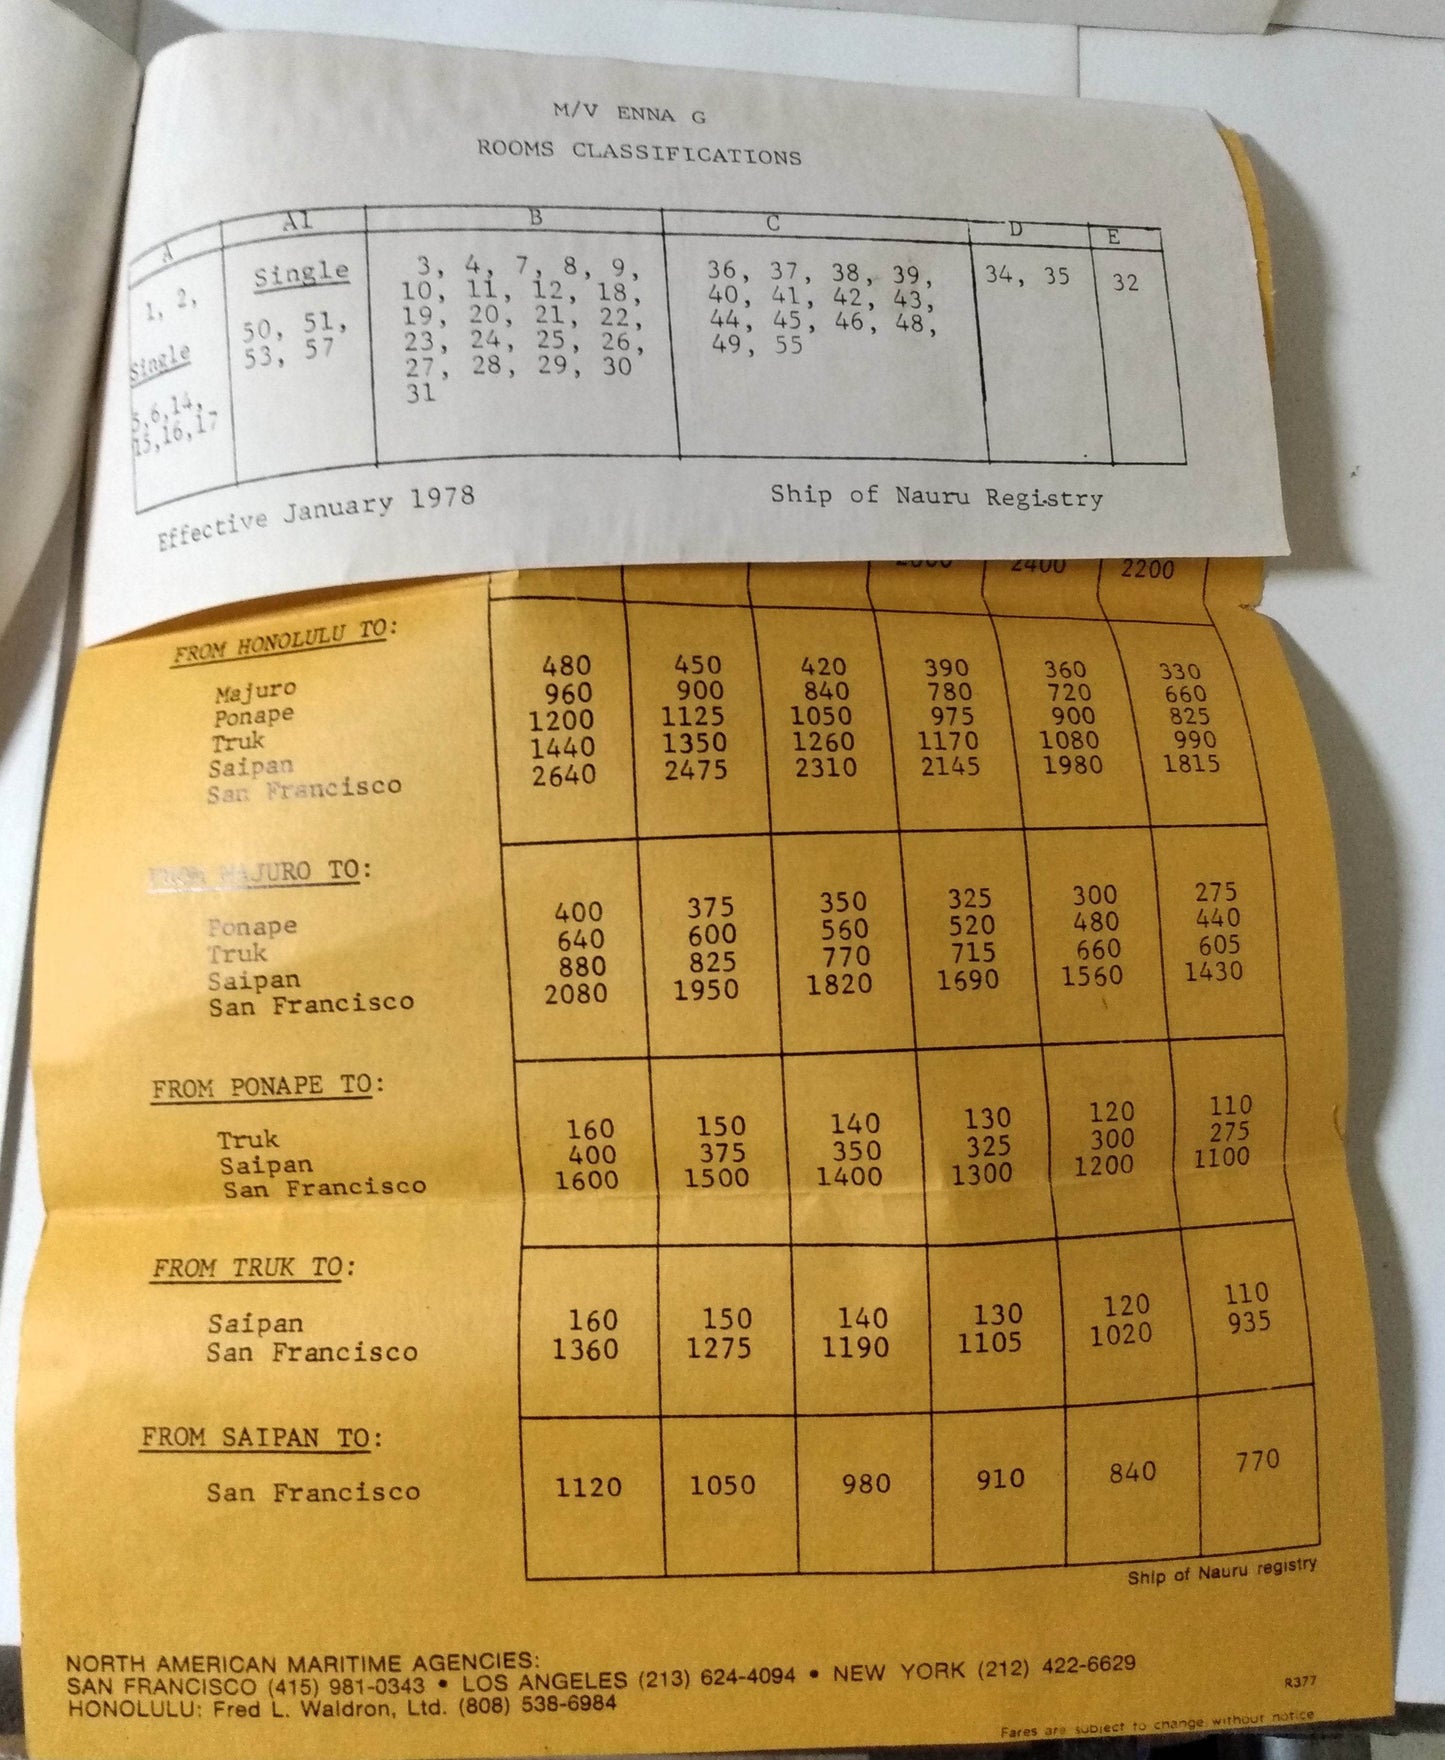 M/V ENNA G
ROOMS CLASSIFICATIONS
A A1 B C D E
1, 2,
Single
5,6,14,
15,16,17
Single
50, 51,
53, 57
3, 4, 7, 8, 9,
10, 11, 12, 18,
19, 20, 21, 22,
23, 24, 25, 26,
27, 28, 29, 30
31
36, 37, 38, 39,
40, 41, 42, 43,
44, 45, 46, 48,
49, 55
34, 35
32
Effective January 1978 Ship of Nauru Registry
2400 2200
FROM HONOLULU TO:
Majuro 480 450 420 390 360 330
Ponape 960 900 840 780 720 660
Truk 1200 1125 1050 975 900 825
Saipan 1440 1350 1260 1170 1080 990
San Francisco 2640 2475 2310 2145 1980 1815
FROM MAJURO TO:
Ponape 400 375 350 325 300 275
Truk 640 600 560 520 480 440
Saipan 880 825 770 715 660 605
San Francisco 2080 1950 1820 1690 1560 1430
FROM PONAPE TO:
Truk 160 150 140 130 120 110
Saipan 400 375 350 325 300 275
San Francisco 1600 1500 1400 1300 1200 1100
FROM TRUK TO:
Saipan 160 150 140 130 120 110
San Francisco 1360 1275 1190 1105 1020 935
FROM SAIPAN TO:
San Francisco 1120 1050 980 910 840 770
Ship of Nauru registry
NORTH AMERICAN MARITIME AGENCIES:
SAN FRANCISCO (415) 981-0343 • LOS ANGELES (213) 624-4094 • NEW YORK (212) 422-6629
HONOLULU: Fred L. Waldron, Ltd. (808) 538-6984
R377
Fares are subject to change without notice